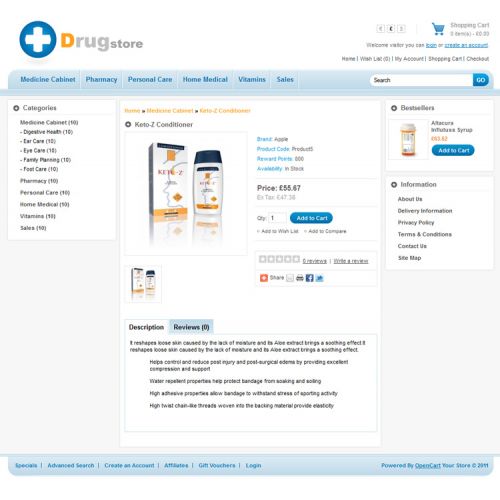 Drugstore
€ £ $
Shopping Cart
0 item(s) - £0.00
Welcome visitor you can login or create an account.
Home | Wish List (0) | My Account | Shopping Cart | Checkout
Medicine Cabinet Pharmacy Personal Care Home Medical Vitamins Sales
Search GO
Categories
Medicine Cabinet (10)
- Digestive Health (10)
- Ear Care (10)
- Eye Care (10)
- Family Planning (10)
- Foot Care (10)
Pharmacy (10)
Personal Care (10)
Home Medical (10)
Vitamins (10)
Sales (10)
Home » Medicine Cabinet » Keto-Z Conditioner
Keto-Z Conditioner
KETO-Z
KETO-Z
Brand: Apple
Product Code: Product5
Reward Points: 800
Availability: In Stock
Price: £55.67
Ex Tax: £47.38
Qty: 1 Add to Cart
Add to Wish List Add to Compare
0 reviews | Write a review
Share
Description Reviews (0)
It reshapes loose skin caused by the lack of moisture and its Aloe extract brings a soothing effect.It
reshapes loose skin caused by the lack of moisture and its Aloe extract brings a soothing effect.
Helps control and reduce post injury and post-surgical edema by providing excellent
compression and support
Water repellent properties help protect bandage from soaking and soiling
High adhesive properties allow bandage to withstand stress of sporting activity
High twist chain-like threads woven into the backing material provide elasticity
Bestsellers
Altacura
Influtuss Syrup
£63.62
Add to Cart
Information
About Us
Delivery Information
Privacy Policy
Terms & Conditions
Contact Us
Site Map
Specials | Advanced Search | Create an Account | Affiliates | Gift Vouchers | Login
Powered By OpenCart Your Store © 2011